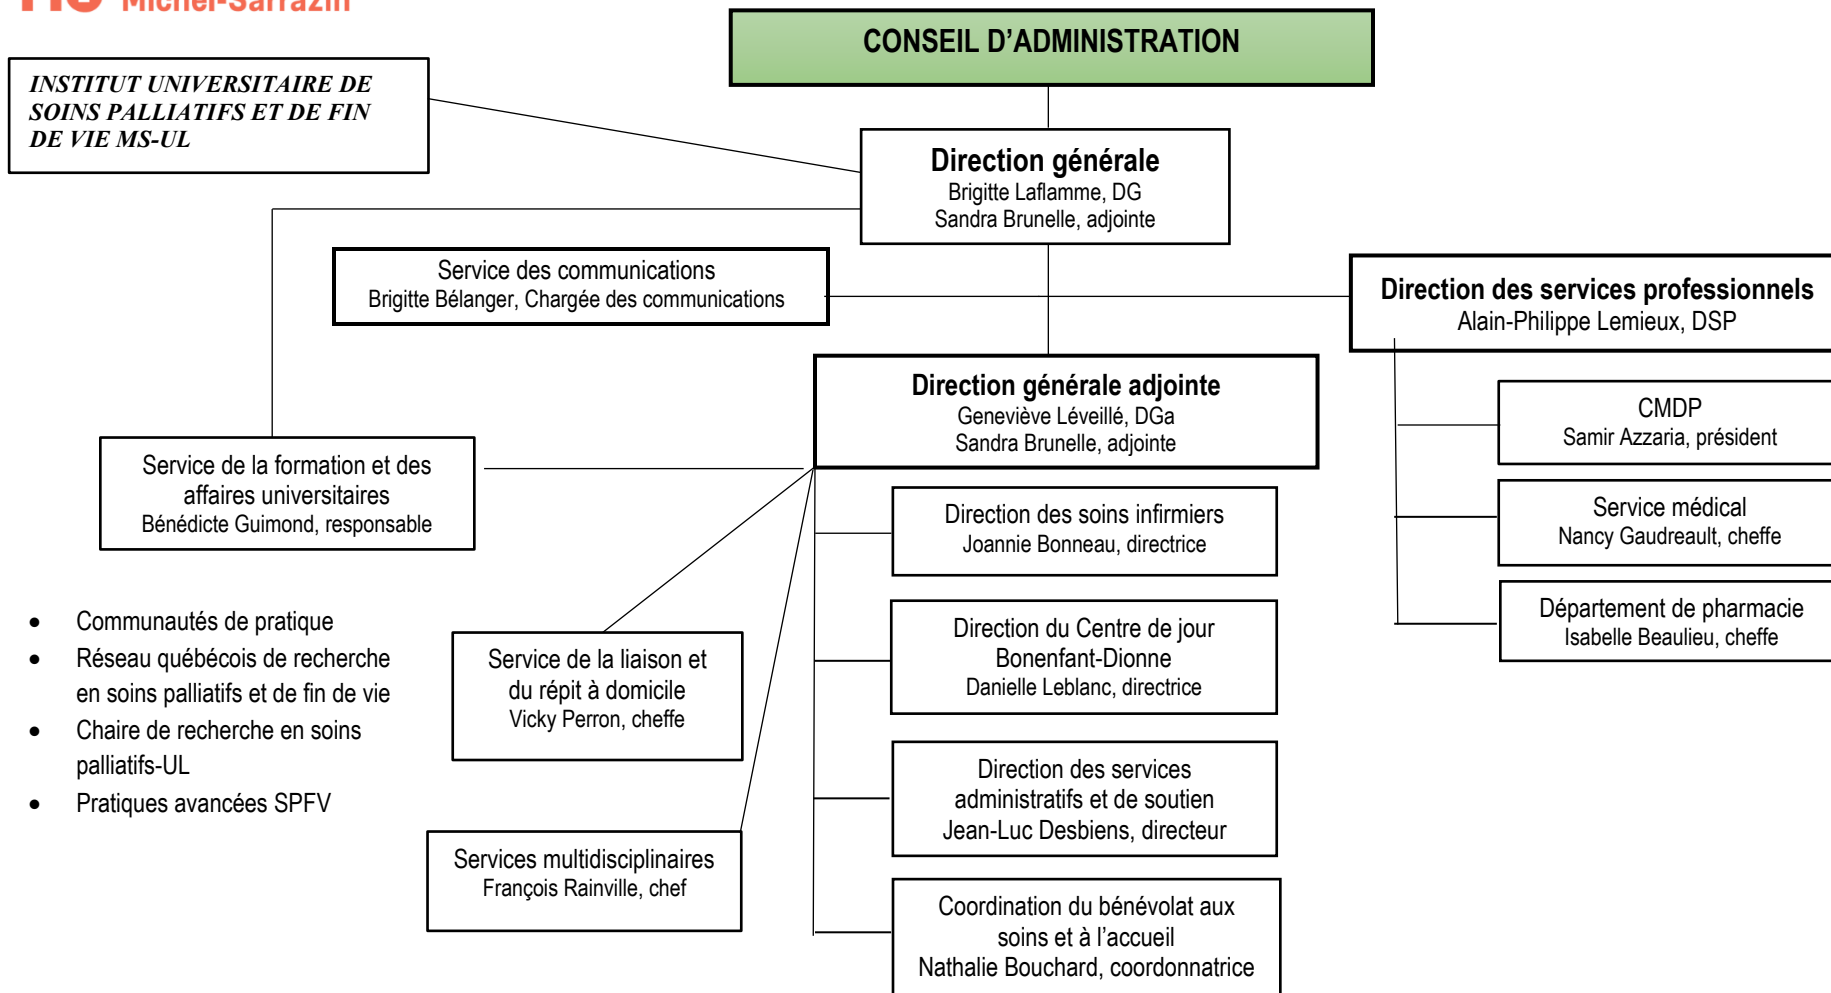 Michel-Sarrazin
CONSEIL D’ADMINISTRATION
INSTITUT UNIVERSITAIRE DE
SOINS PALLIATIFS ET DE FIN
DE VIE MS-UL
Direction générale
Brigitte Laflamme, DG
Sandra Brunelle, adjointe
Service des communications
Brigitte Bélanger, Chargée des communications
Direction des services professionnels
Alain-Philippe Lemieux, DSP
Direction générale adjointe
Geneviève Léveillé, DGa
Sandra Brunelle, adjointe
CMDP
Samir Azzaria, président
Service de la formation et des
affaires universitaires
Bénédicte Guimond, responsable
Direction des soins infirmiers
Joannie Bonneau, directrice
Service médical
Nancy Gaudreault, cheffe
Département de pharmacie
Isabelle Beaulieu, cheffe
• Communautés de pratique
• Réseau québécois de recherche
en soins palliatifs et de fin de vie
• Chaire de recherche en soins
palliatifs-UL
• Pratiques avancées SPFV
Service de la liaison et
du répit à domicile
Vicky Perron, cheffe
Direction du Centre de jour
Bonenfant-Dionne
Danielle Leblanc, directrice
Direction des services
administratifs et de soutien
Jean-Luc Desbiens, directeur
Services multidisciplinaires
François Rainville, chef
Coordination du bénévolat aux
soins et à l’accueil
Nathalie Bouchard, coordonnatrice